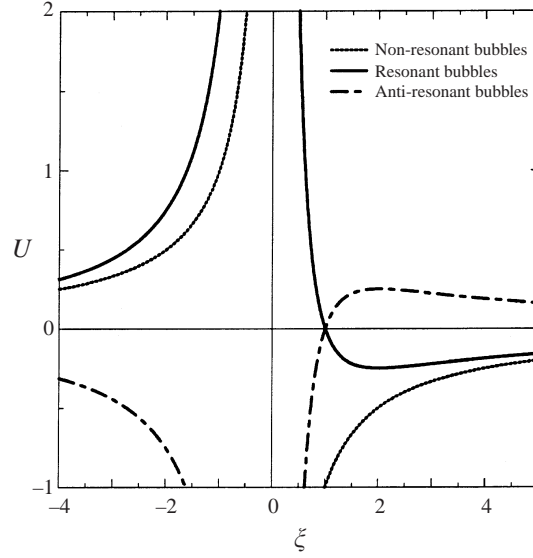 2
Non-resonant bubbles
Resonant bubbles
Anti-resonant bubbles
1
U
0
−1
−4
−2
0
2
4
ξ